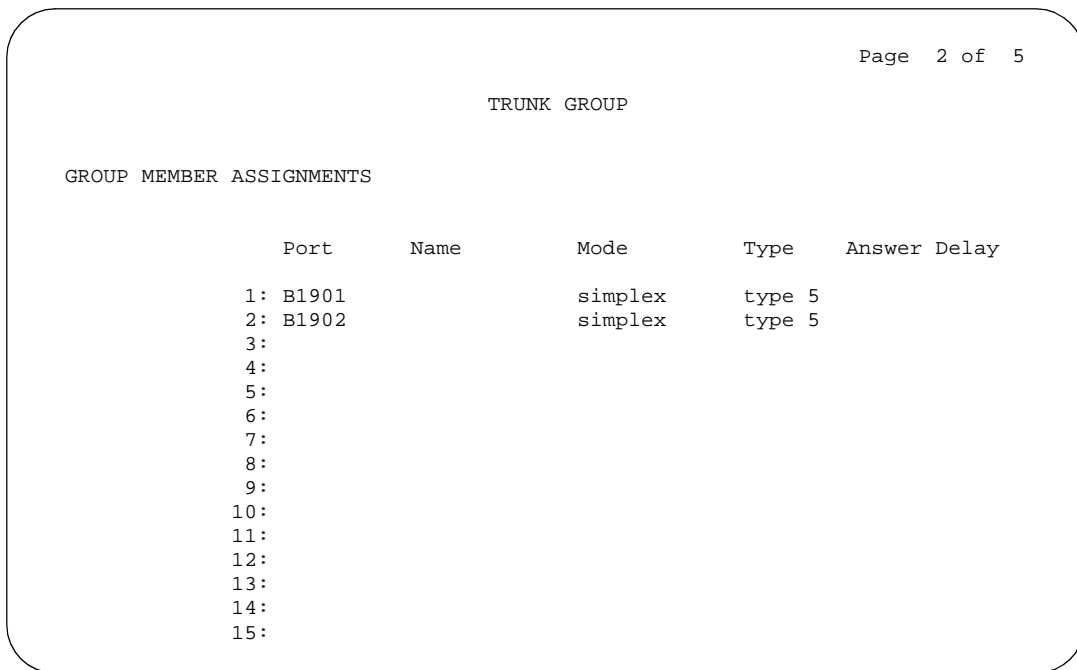 Page 2 of 5
TRUNK GROUP
GROUP MEMBER ASSIGNMENTS
Port Name Mode Type Answer Delay
1: B1901 simplex type 5
2: B1902 simplex type 5
3:
4:
5:
6:
7:
8:
9:
10:
11:
12:
13:
14:
15: